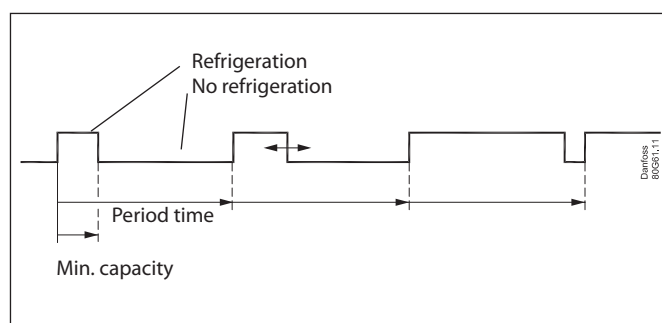 Refrigeration
No refrigeration
Period time
Min. capacity
Danfoss
80G61.11